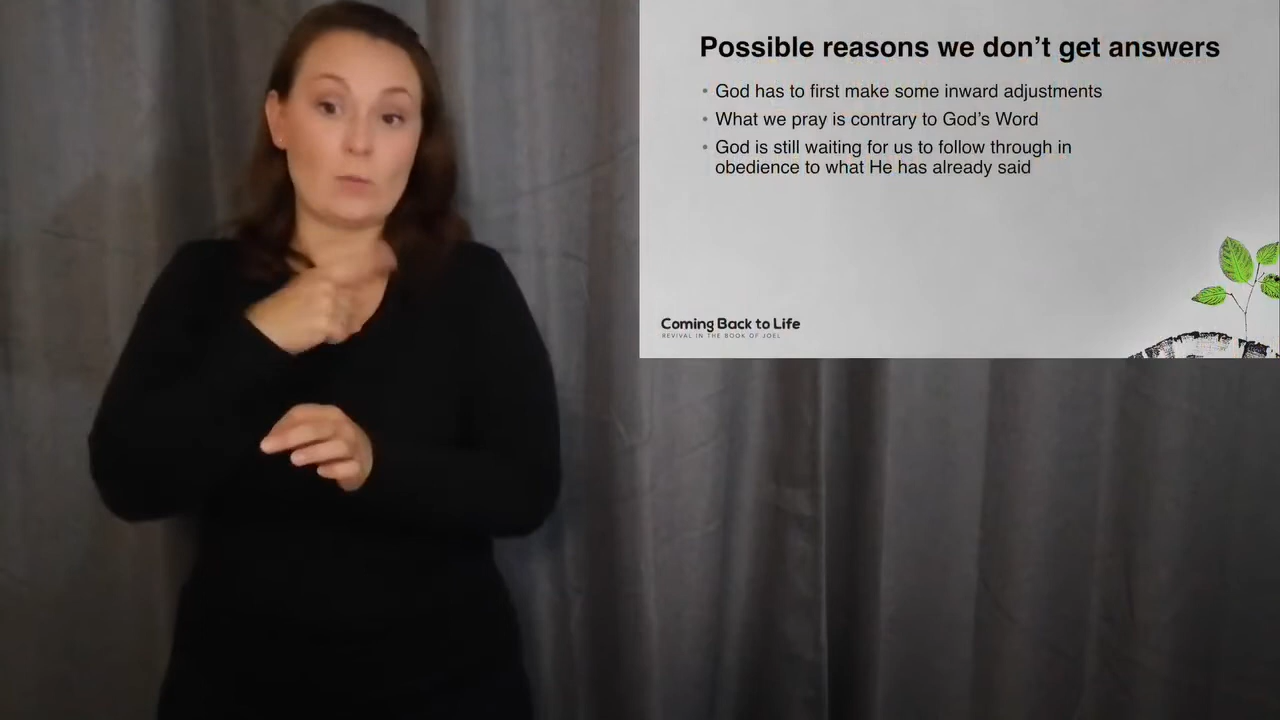 Possible reasons we don’t get answers
• God has to first make some inward adjustments
• What we pray is contrary to God’s Word
• God is still waiting for us to follow through in
obedience to what He has already said
Coming Back to Life
REVIVAL IN THE BOOK OF JOEL